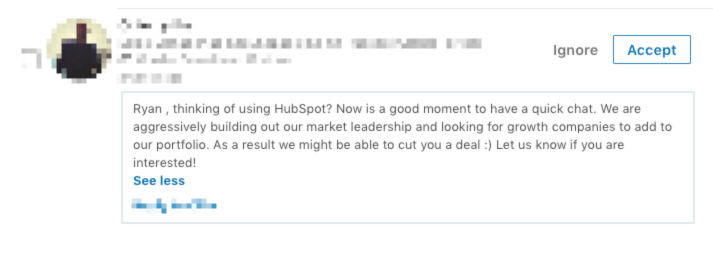 Ignore
Accept
Ryan , thinking of using HubSpot? Now is a good moment to have a quick chat. We are
aggressively building out our market leadership and looking for growth companies to add to
our portfolio. As a result we might be able to cut you a deal :) Let us know if you are
interested!
See less